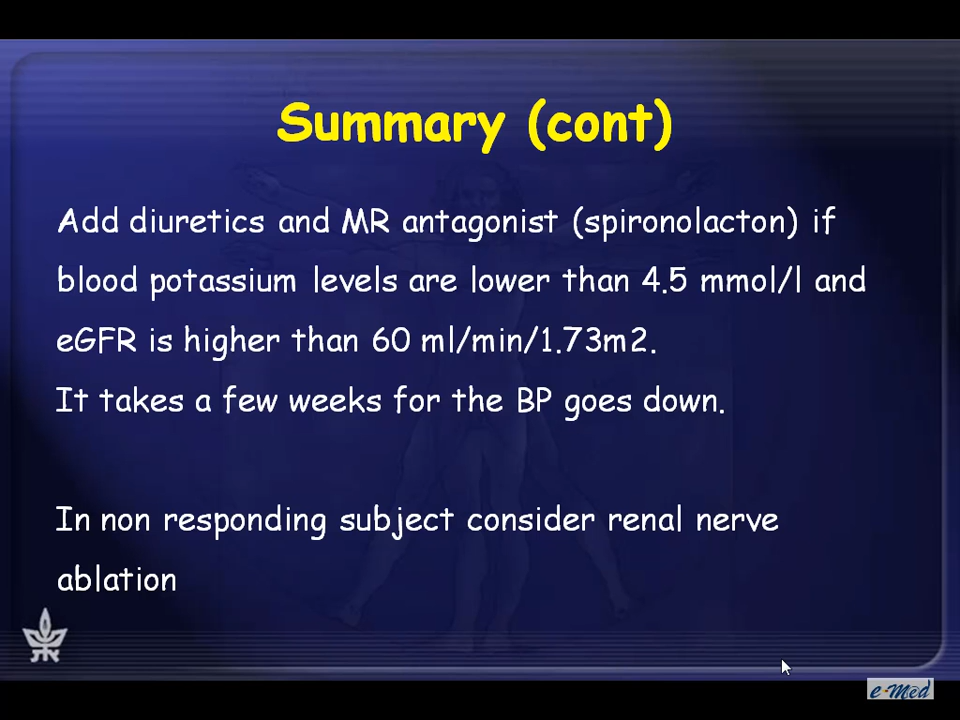 Summary (cont)
Add diuretics and MR antagonist (spironolacton) if
blood potassium levels are lower than 4.5 mmol/l and
eGFR is higher than 60 ml/min/1.73m2.
It takes a few weeks for the BP goes down.
In non responding subject consider renal nerve
ablation
e-Med